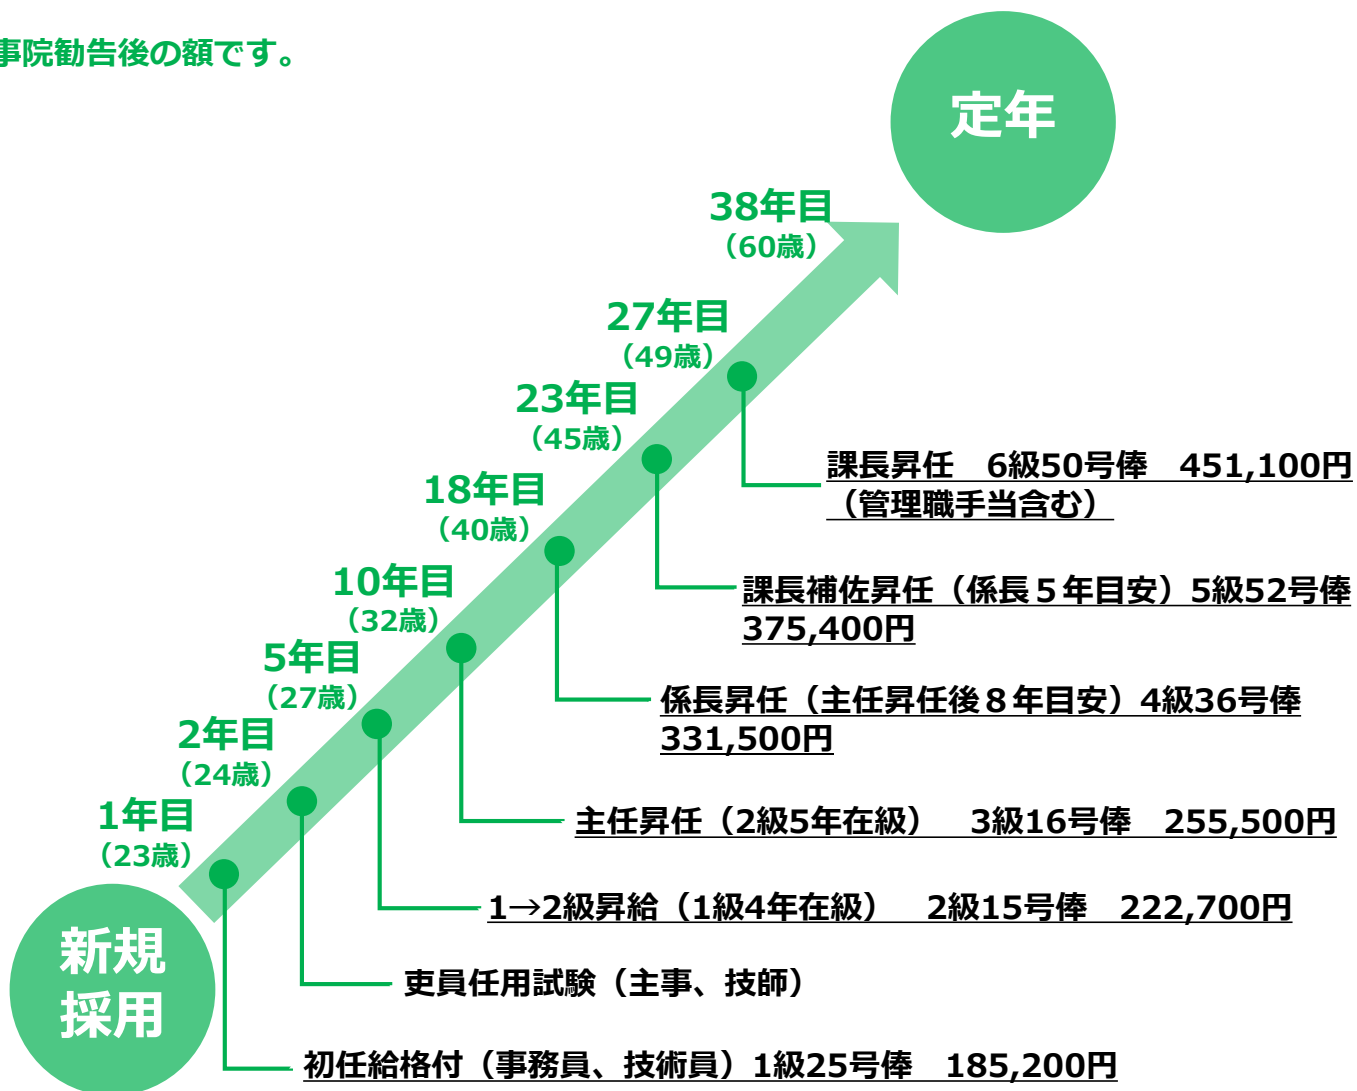 事院勧告後の額です。
定年
38年目
（60歳）
27年目
（49歳）
23年目
（45歳）
18年目
（40歳）
10年目
（32歳）
5年目
（27歳）
2年目
（24歳）
1年目
（23歳）
課長昇任　6級50号俸　451,100円
（管理職手当含む）
課長補佐昇任（係長５年目安）5級52号俸
375,400円
係長昇任（主任昇任後８年目安）4級36号俸
331,500円
主任昇任（2級5年在級）　3級16号俸　255,500円
1→2級昇給（1級4年在級）　2級15号俸　222,700円
吏員任用試験（主事、技師）
初任給格付（事務員、技術員）1級25号俸　185,200円
新規
採用